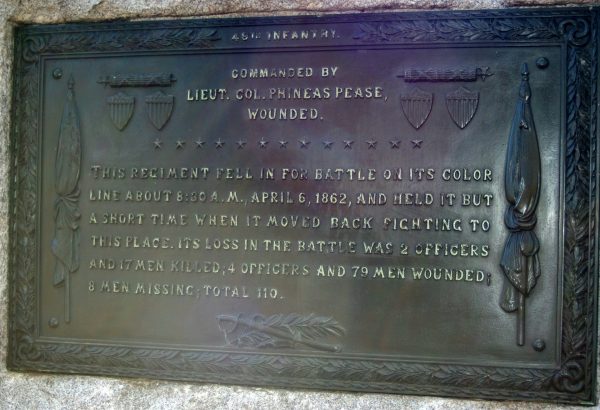 49TH INFANTRY.
COMMANDED BY
LIEUT. COL. PHINEAS PEASE,
WOUNDED.
THIS REGIMENT FELL IN FOR BATTLE ON ITS COLOR
LINE ABOUT 8:30 A.M., APRIL 6, 1862, AND HELD IT BUT
A SHORT TIME WHEN IT MOVED BACK FIGHTING TO
THIS PLACE. ITS LOSS IN THE BATTLE WAS 2 OFFICERS
AND 17 MEN KILLED; 4 OFFICERS AND 79 MEN WOUNDED;
8 MEN MISSING; TOTAL 110.